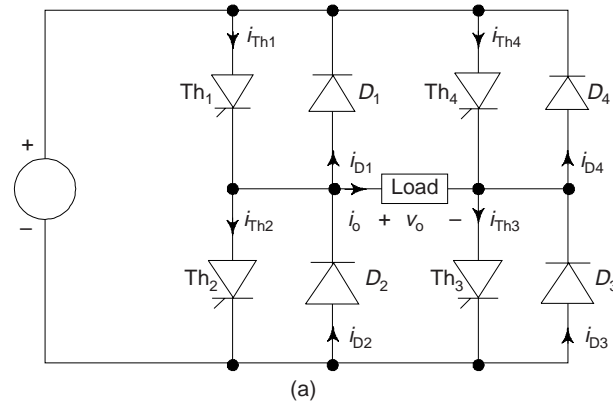 i_Th1 i_Th4
Th_1 D_1 Th_4 D_4
+
i_D1 i_D4
Load
–
i_Th2 i_o + v_o – i_Th3
Th_2 D_2 Th_3 D_3
i_D2 i_D3
(a)